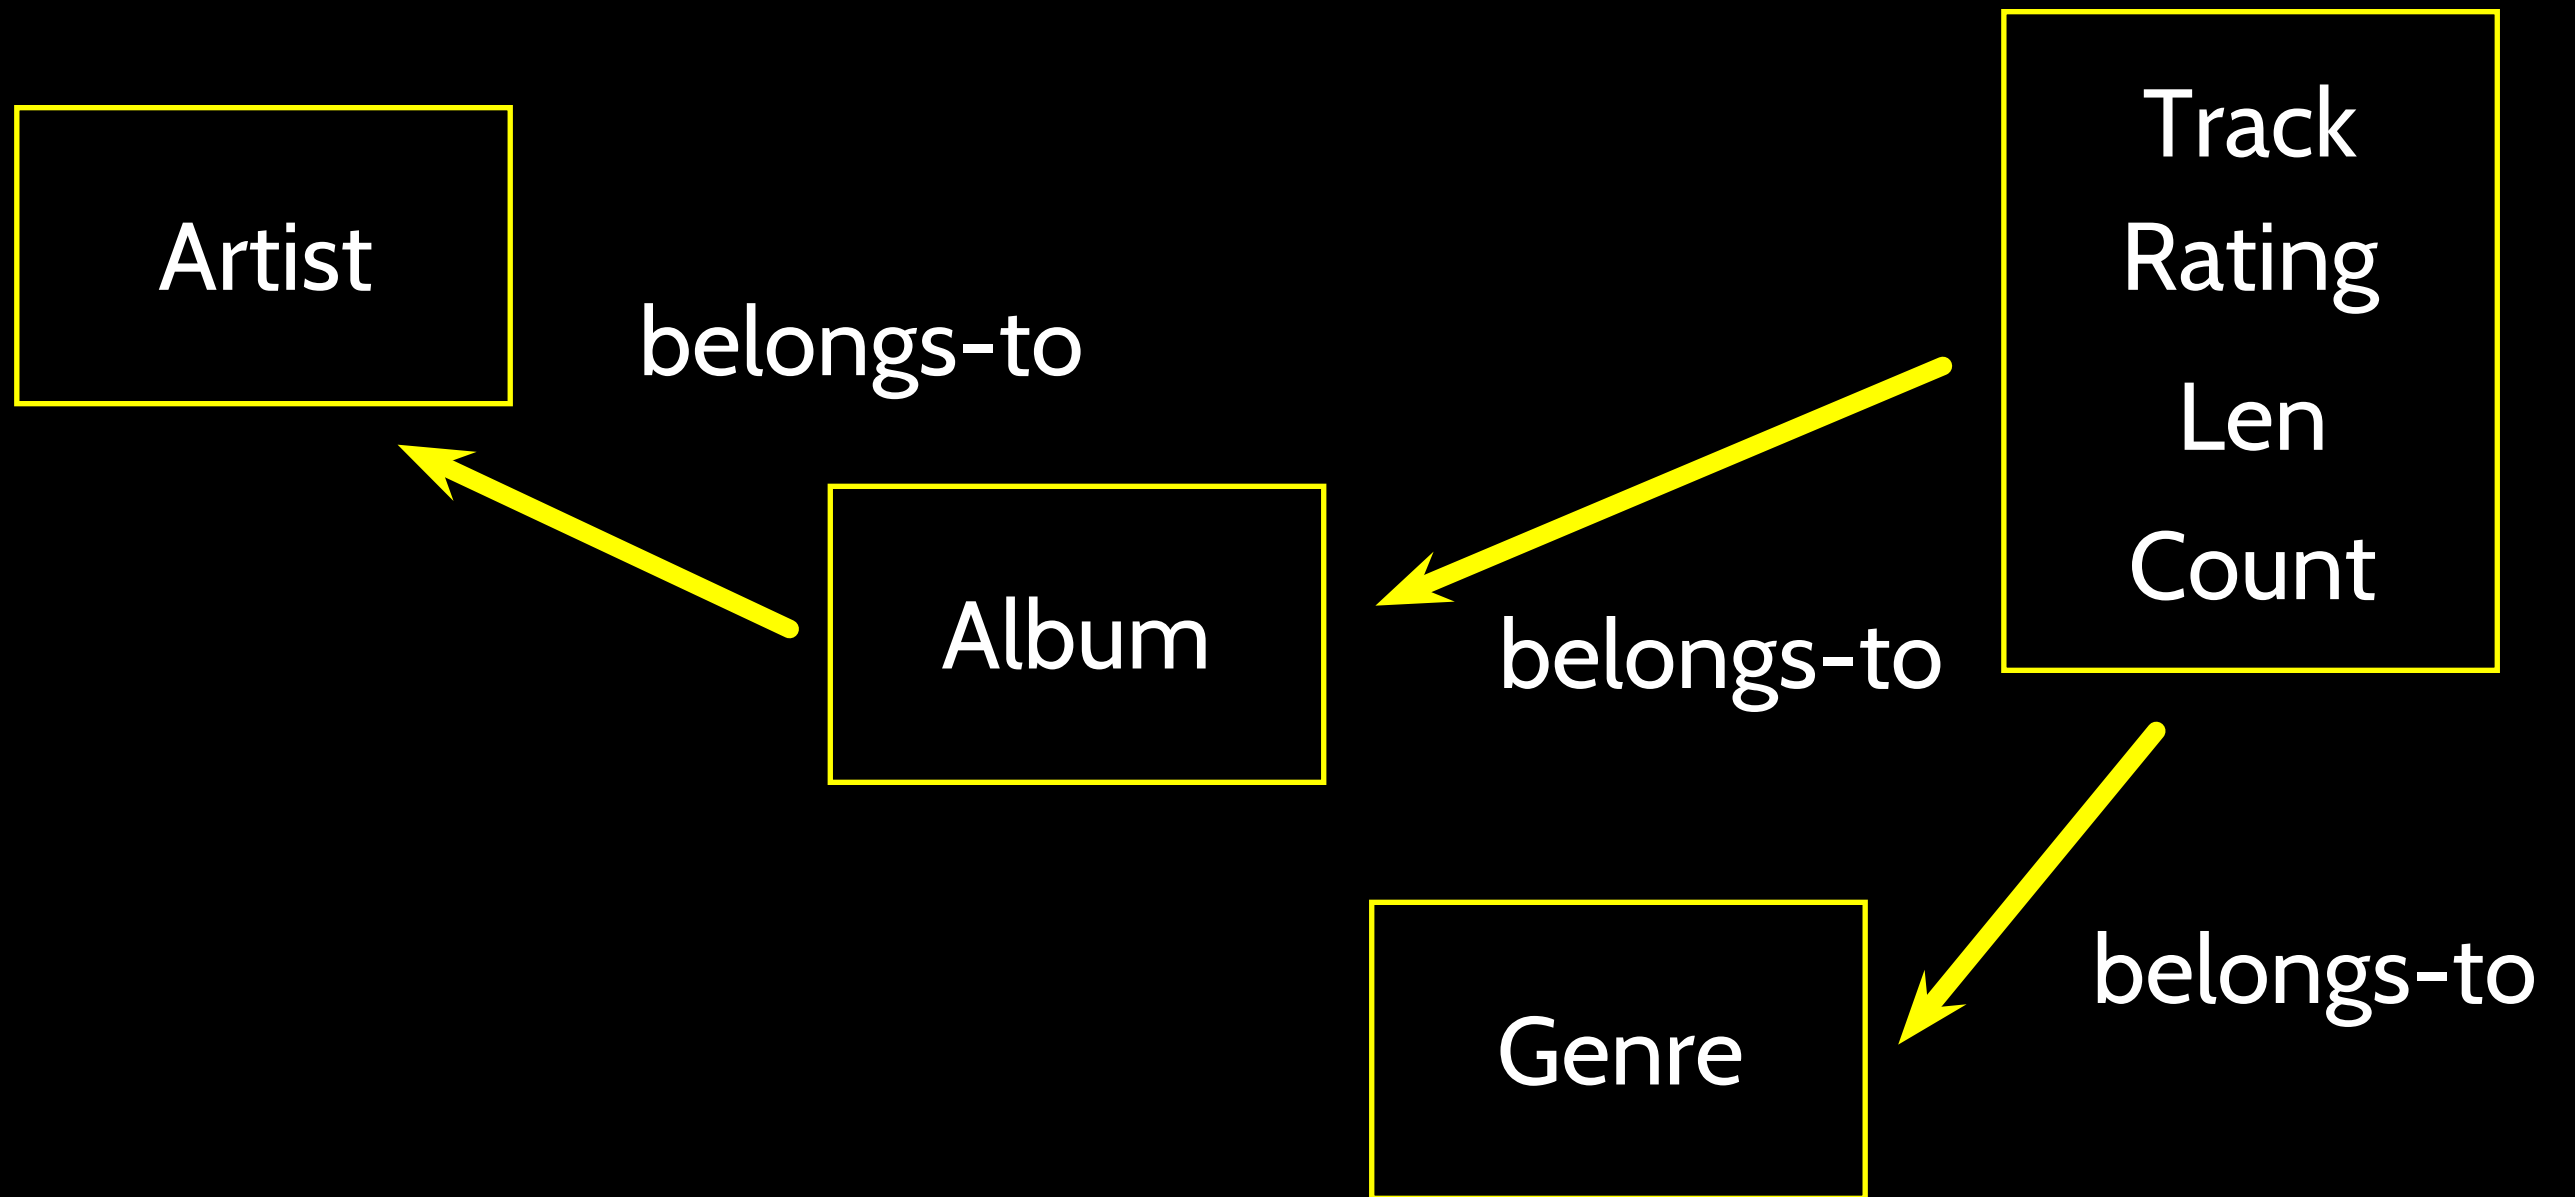 Artist
belongs-to
Album
belongs-to
Track
Rating
Len
Count
belongs-to
Genre